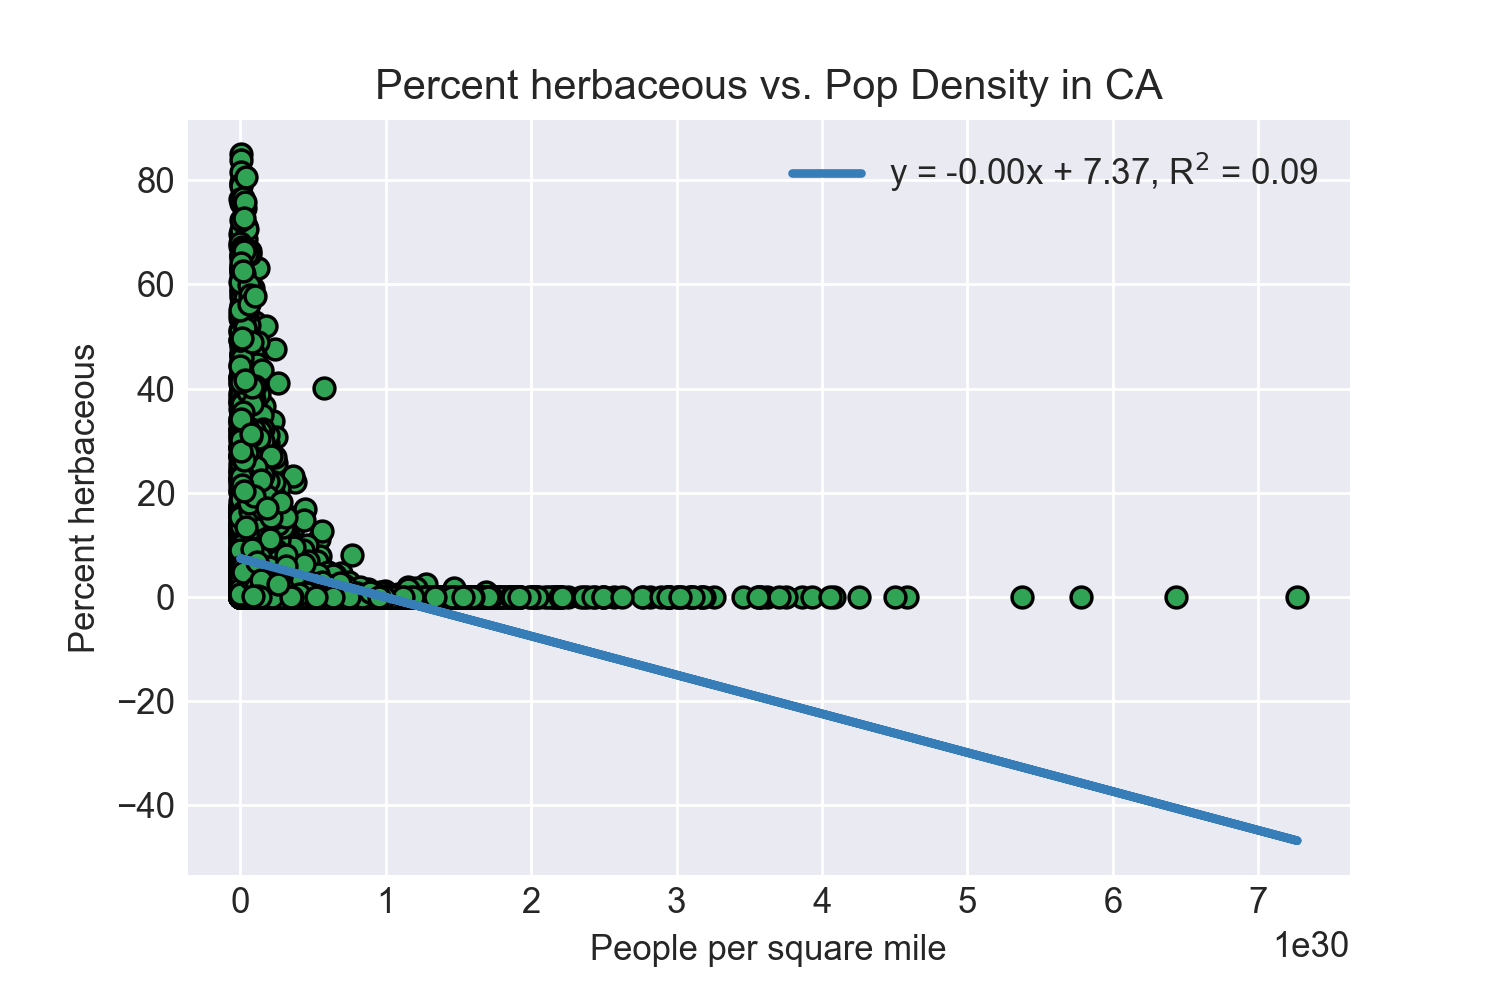 Percent herbaceous vs. Pop Density in CA
y = -0.00x + 7.37, R² = 0.09
Percent herbaceous
80
60
40
20
0
−20
−40
0 1 2 3 4 5 6 7
1e30
People per square mile